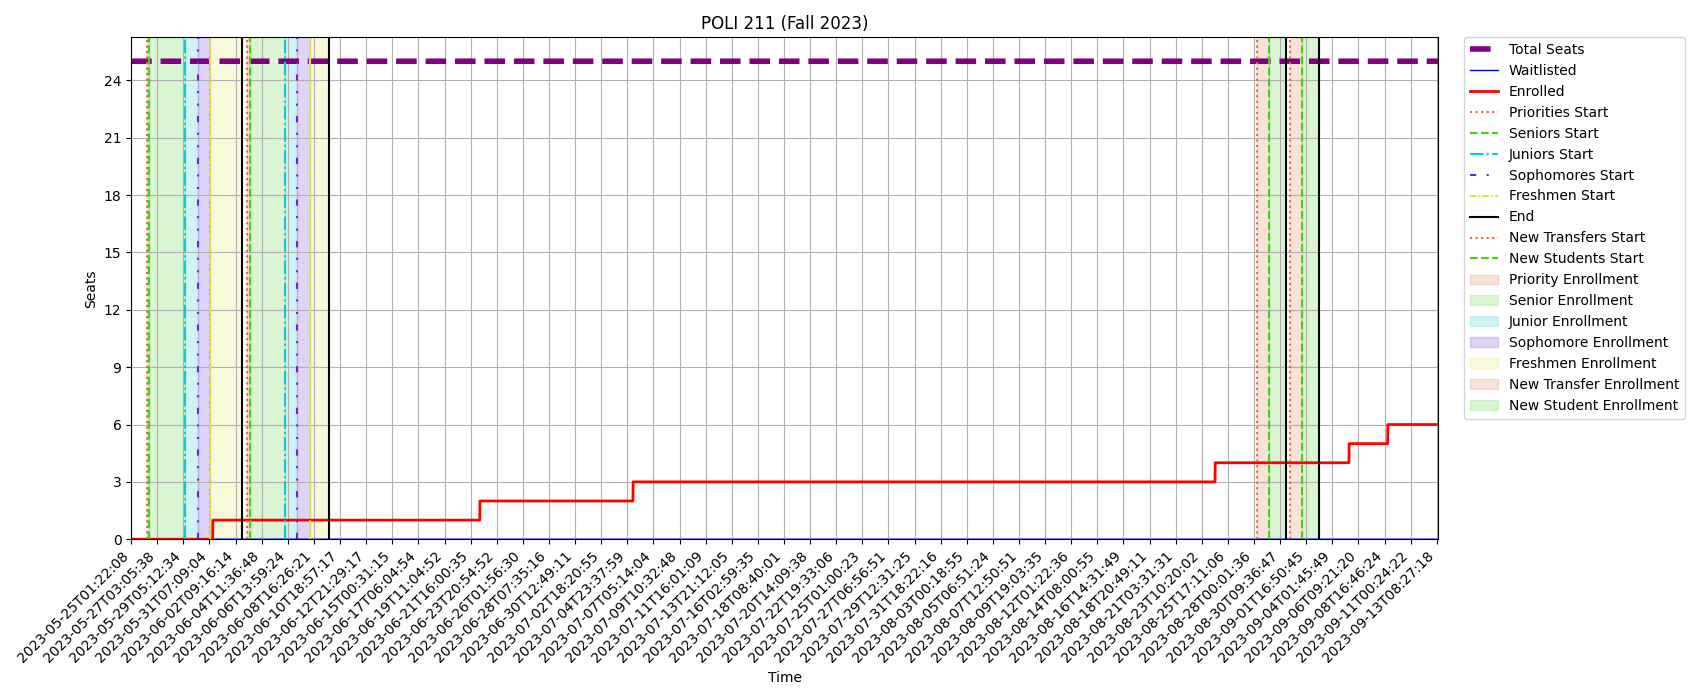 POLI 211 (Fall 2023)
Seats
24
21
18
15
12
9
6
3
0
2023-05-25T01:22:08
2023-05-27T03:05:38
2023-05-29T05:12:34
2023-05-31T07:09:04
2023-06-02T09:16:14
2023-06-04T11:36:48
2023-06-06T13:59:24
2023-06-08T16:26:21
2023-06-10T18:57:17
2023-06-12T21:29:17
2023-06-15T00:31:15
2023-06-17T06:04:54
2023-06-19T11:04:52
2023-06-21T16:00:35
2023-06-23T20:54:52
2023-06-26T01:56:30
2023-06-28T07:35:16
2023-06-30T12:49:11
2023-07-02T18:20:55
2023-07-04T23:37:59
2023-07-07T05:14:04
2023-07-09T10:32:48
2023-07-11T16:01:09
2023-07-13T21:12:05
2023-07-16T02:59:35
2023-07-18T08:40:01
2023-07-20T14:09:38
2023-07-22T19:33:06
2023-07-25T01:00:23
2023-07-27T06:56:51
2023-07-29T12:31:25
2023-07-31T18:22:16
2023-08-03T00:18:55
2023-08-05T06:51:24
2023-08-07T12:50:51
2023-08-09T19:03:35
2023-08-12T01:22:36
2023-08-14T08:00:55
2023-08-16T14:31:49
2023-08-18T20:49:11
2023-08-21T03:31:31
2023-08-23T10:20:02
2023-08-25T17:11:06
2023-08-28T00:01:36
2023-08-30T09:36:47
2023-09-01T16:50:45
2023-09-04T01:45:49
2023-09-06T09:21:20
2023-09-08T16:46:24
2023-09-11T00:24:22
2023-09-13T08:27:18
Time
Total Seats
Waitlisted
Enrolled
Priorities Start
Seniors Start
Juniors Start
Sophomores Start
Freshmen Start
End
New Transfers Start
New Students Start
Priority Enrollment
Senior Enrollment
Junior Enrollment
Sophomore Enrollment
Freshmen Enrollment
New Transfer Enrollment
New Student Enrollment